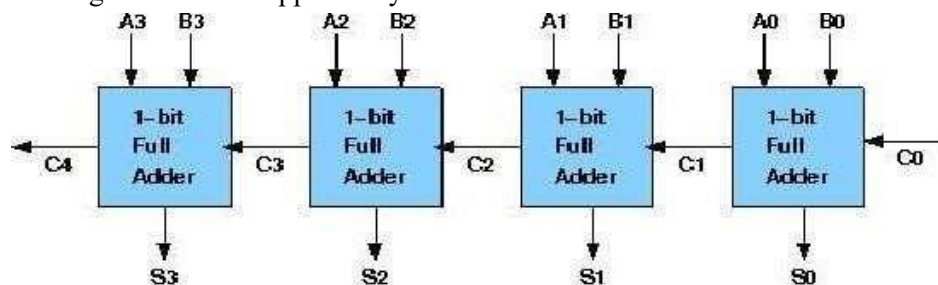 A3 B3 A2 B2 A1 B1 A0 B0
1-bit 1-bit 1-bit 1-bit
Full Full Full Full
C4 C3 C2 C1 C0
Adder Adder Adder Adder
S3 S2 S1 S0